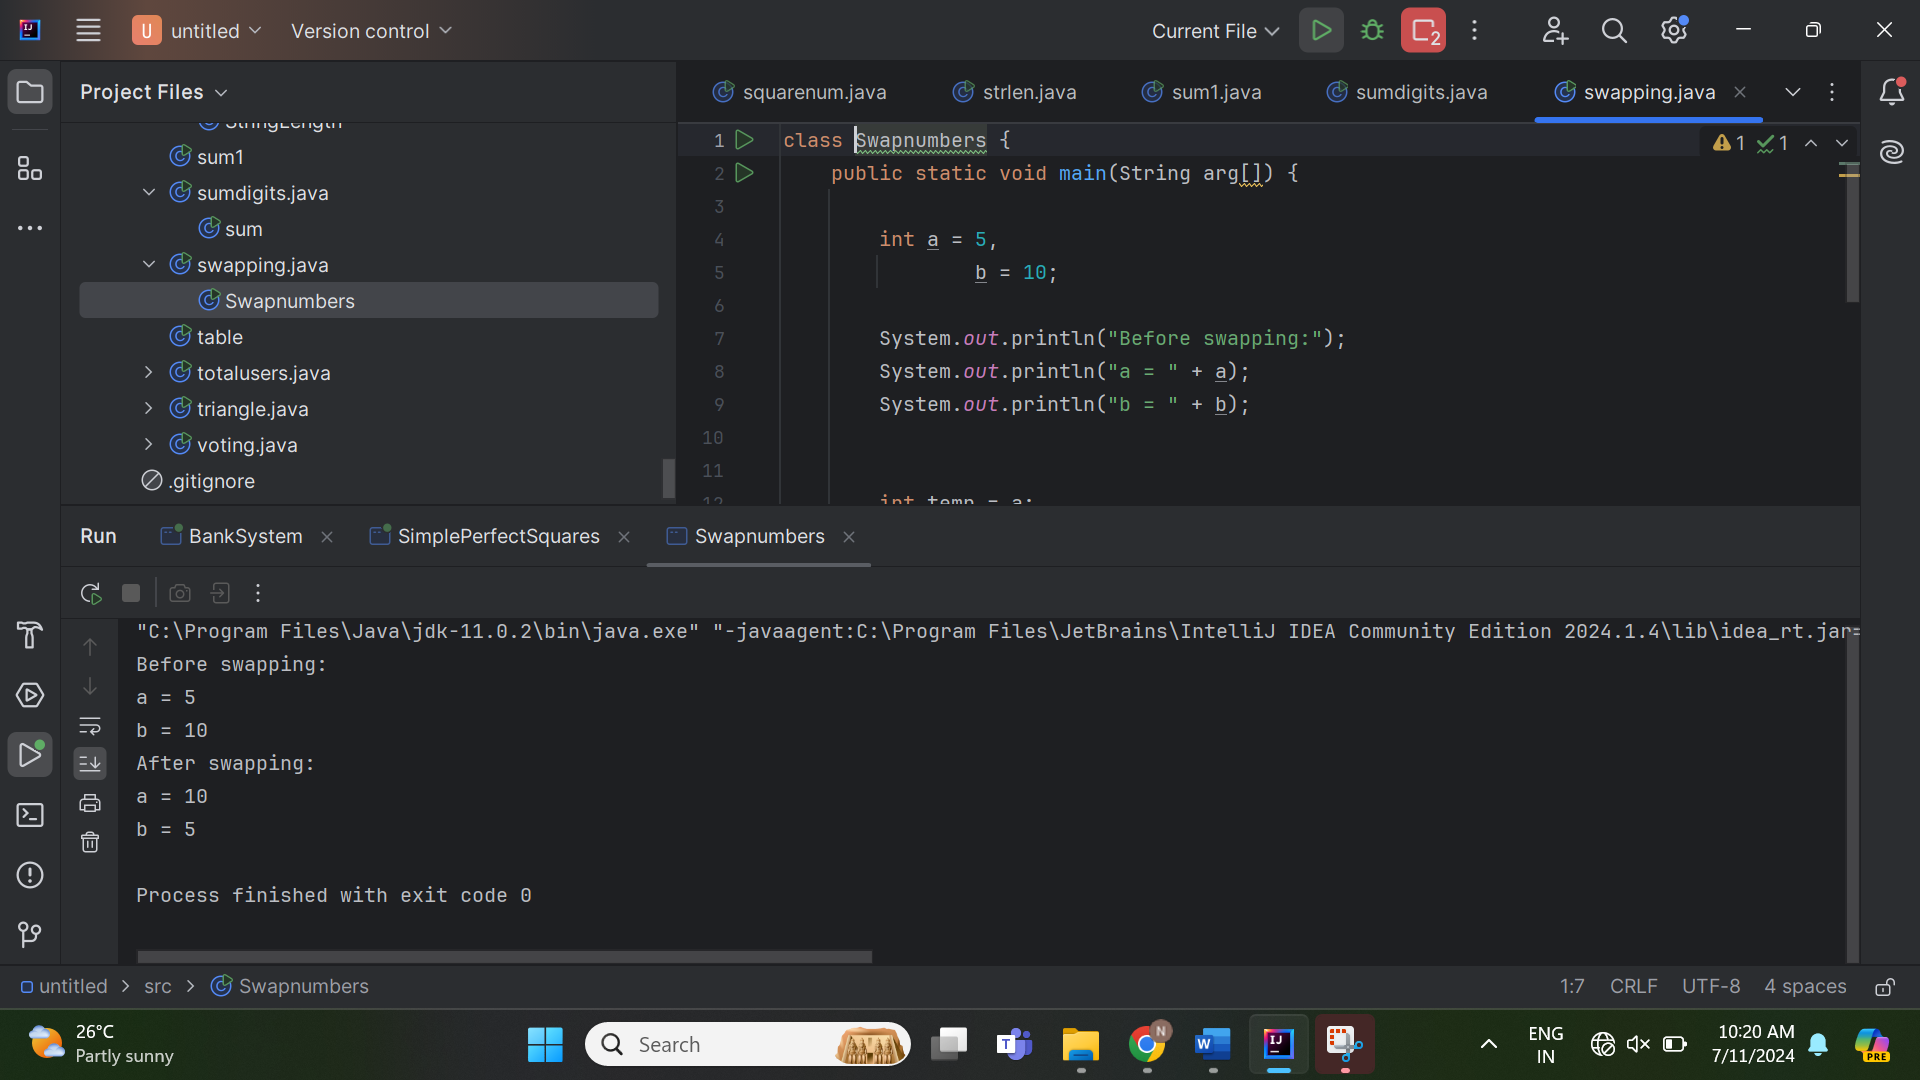 U untitled Version control Current File 2
Project Files
squarenum.java strlen.java sum1.java sumdigits.java swapping.java
StringLength
sum1
sumdigits.java
sum
swapping.java
Swapnumbers
table
totalusers.java
triangle.java
voting.java
.gitignore
1 class Swapnumbers {
1 1
2 public static void main(String arg[]) {
3
4 int a = 5,
5 b = 10;
6
7 System.out.println("Before swapping:");
8 System.out.println("a = " + a);
9 System.out.println("b = " + b);
10
11
12 int temp = a;
Run BankSystem SimplePerfectSquares Swapnumbers
"C:\Program Files\Java\jdk-11.0.2\bin\java.exe" "-javaagent:C:\Program Files\JetBrains\IntelliJ IDEA Community Edition 2024.1.4\lib\idea_rt.jar=
Before swapping:
a = 5
b = 10
After swapping:
a = 10
b = 5
Process finished with exit code 0
untitled > src > Swapnumbers 1:7 CRLF UTF-8 4 spaces
26°C
Partly sunny
Search
ENG
IN
10:20 AM
7/11/2024
PRE